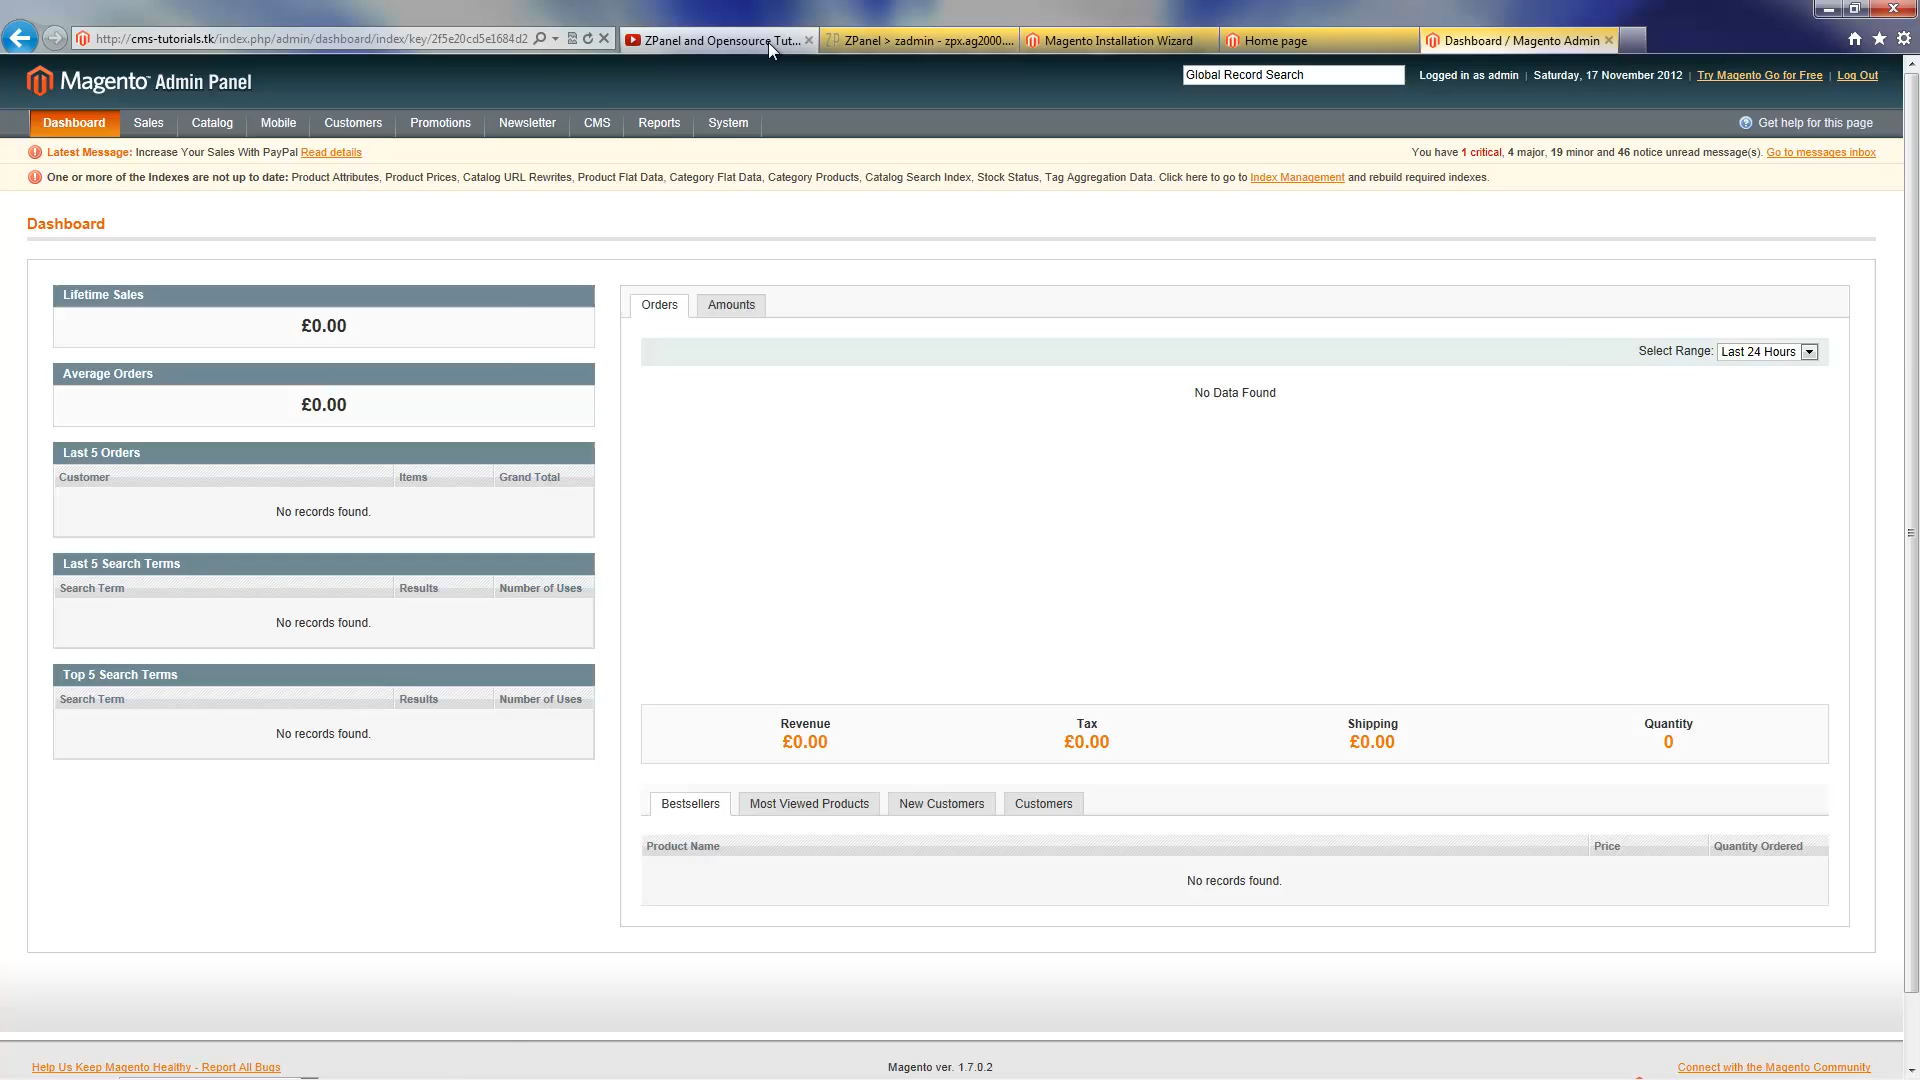 http://cms-tutorials.tk/index.php/admin/dashboard/index/key/2f5e20cd5e1684d2
ZPanel and Opensource Tut...
ZPanel > zadmin - zpx.ag2000....
Magento Installation Wizard
Home page
Dashboard / Magento Admin
Magento Admin Panel
Global Record Search
Logged in as admin | Saturday, 17 November 2012 | Try Magento Go for Free | Log Out
Dashboard Sales Catalog Mobile Customers Promotions Newsletter CMS Reports System
Get help for this page
Latest Message: Increase Your Sales With PayPal Read details
You have 1 critical, 4 major, 19 minor and 46 notice unread message(s). Go to messages inbox
One or more of the Indexes are not up to date: Product Attributes, Product Prices, Catalog URL Rewrites, Product Flat Data, Category Flat Data, Category Products, Catalog Search Index, Stock Status, Tag Aggregation Data. Click here to go to Index Management and rebuild required indexes.
Dashboard
Lifetime Sales
£0.00
Average Orders
£0.00
Last 5 Orders
Customer Items Grand Total
No records found.
Last 5 Search Terms
Search Term Results Number of Uses
No records found.
Top 5 Search Terms
Search Term Results Number of Uses
No records found.
Orders Amounts
Select Range: Last 24 Hours
No Data Found
Revenue Tax Shipping Quantity
£0.00 £0.00 £0.00 0
Bestsellers Most Viewed Products New Customers Customers
Product Name Price Quantity Ordered
No records found.
Help Us Keep Magento Healthy - Report All Bugs
Magento ver. 1.7.0.2
Connect with the Magento Community